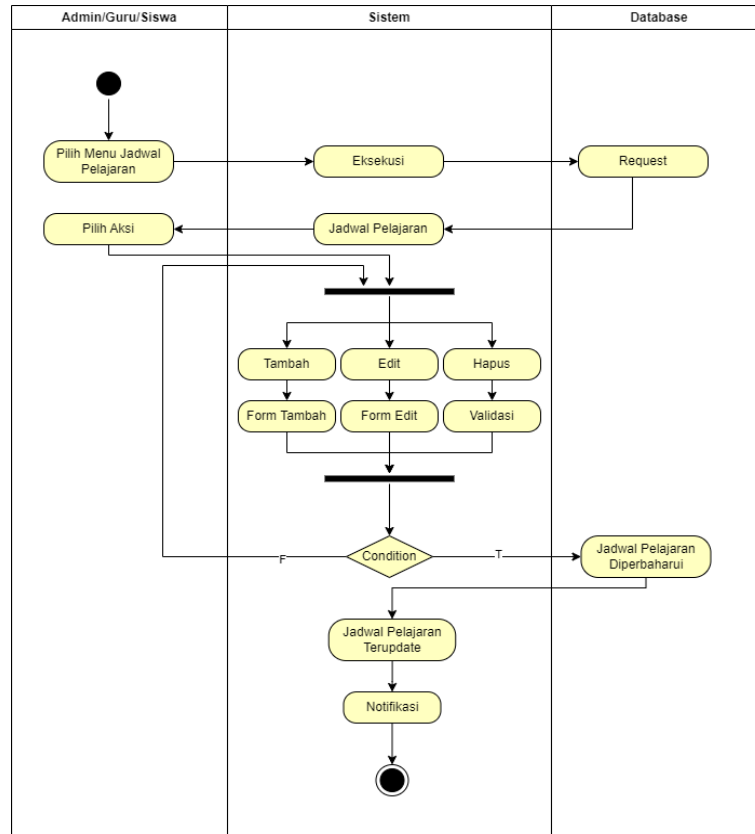 Admin/Guru/Siswa
Sistem
Database
Pilih Menu Jadwal
Pelajaran
Eksekusi
Request
Pilih Aksi
Jadwal Pelajaran
Tambah
Edit
Hapus
Form Tambah
Form Edit
Validasi
F
Condition
T
Jadwal Pelajaran
Diperbaharui
Jadwal Pelajaran
Terupdate
Notifikasi